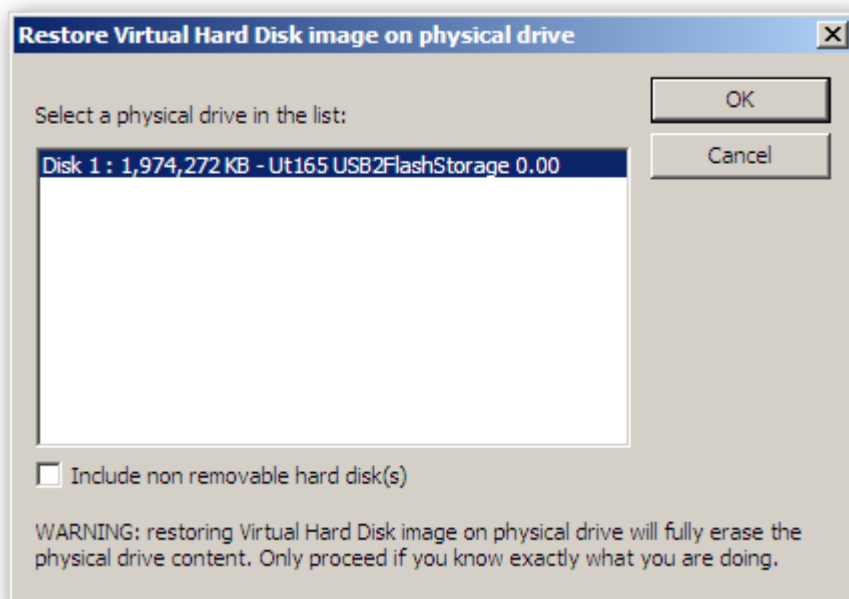 Restore Virtual Hard Disk image on physical drive
OK
Select a physical drive in the list:
Cancel
Disk 1 : 1,974,272 KB - Ut165 USB2FlashStorage 0.00
Include non removable hard disk(s)
WARNING: restoring Virtual Hard Disk image on physical drive will fully erase the
physical drive content. Only proceed if you know exactly what you are doing.